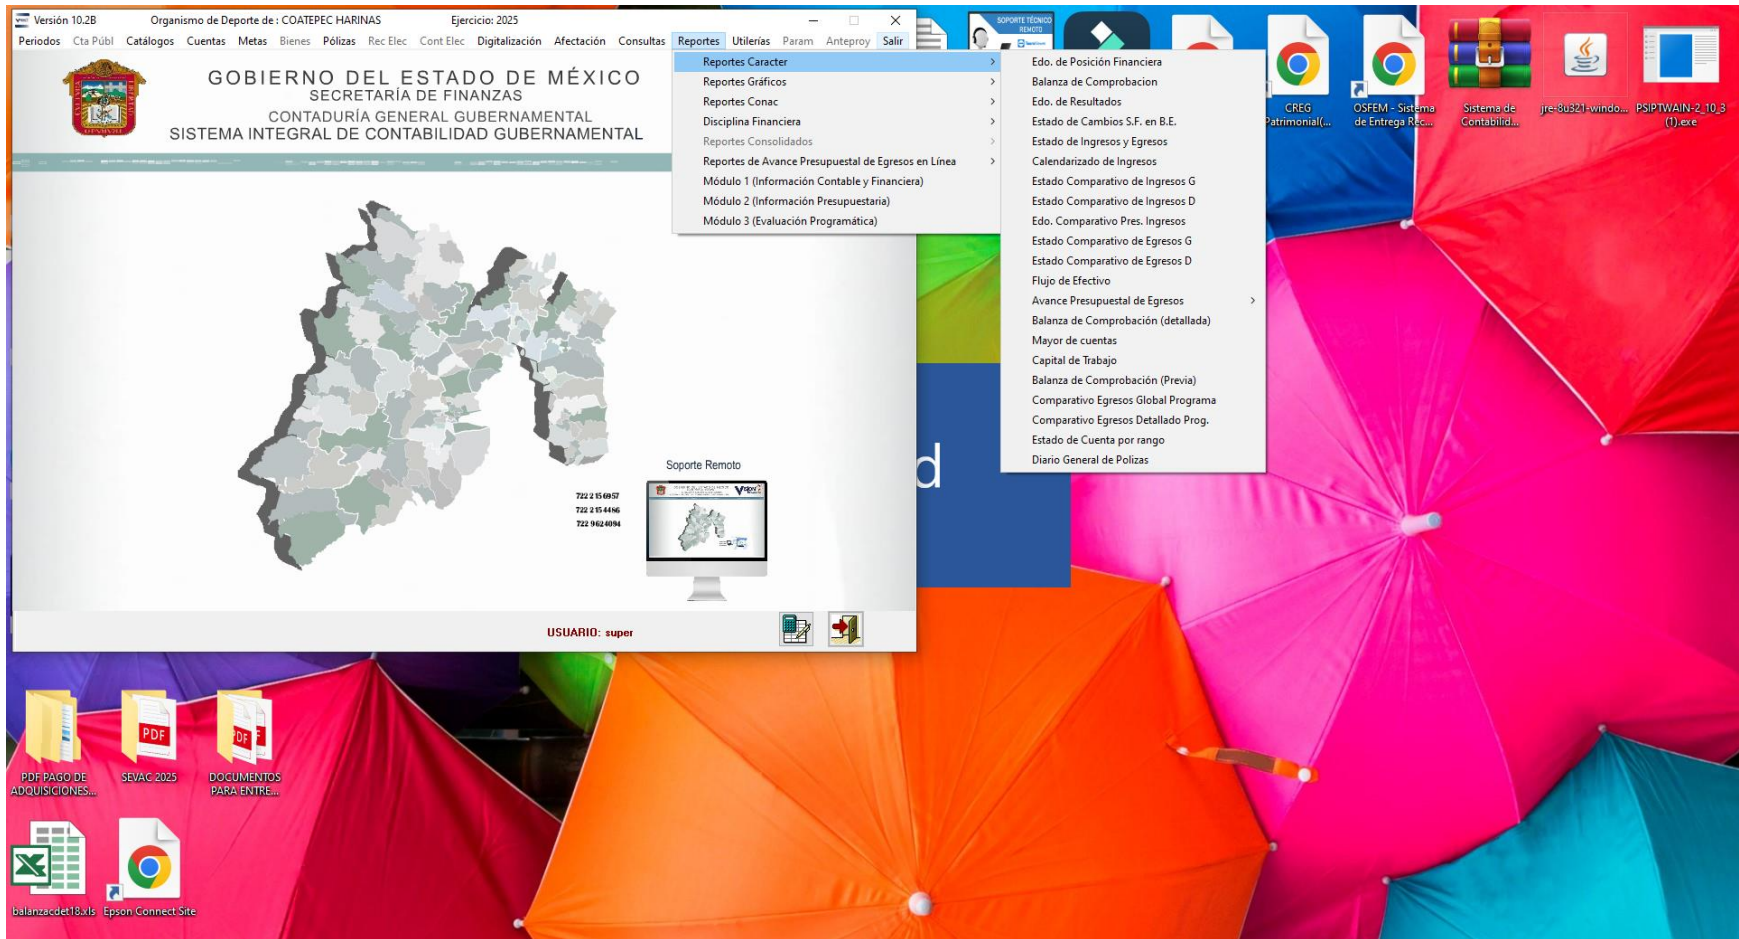 Versión 10.2B Organismo de Deporte de : COATEPEC HARINAS Ejercicio: 2025
Periodos Cta Públ Catálogos Cuentas Metas Bienes Pólizas Rec Elec Cont Elec Digitalización Afectación Consultas Reportes Utilerías Param Anteproy Salir
GOBIERNO DEL ESTADO DE MÉXICO
SECRETARÍA DE FINANZAS
CONTADURÍA GENERAL GUBERNAMENTAL
SISTEMA INTEGRAL DE CONTABILIDAD GUBERNAMENTAL
Reportes Caracter
Reportes Gráficos
Reportes Conac
Disciplina Financiera
Reportes Consolidados
Reportes de Avance Presupuestal de Egresos en Línea
Módulo 1 (Información Contable y Financiera)
Módulo 2 (Información Presupuestaria)
Módulo 3 (Evaluación Programática)
Edo. de Posición Financiera
Balanza de Comprobacion
Edo. de Resultados
Estado de Cambios S.F. en B.E.
Estado de Ingresos y Egresos
Calendarizado de Ingresos
Estado Comparativo de Ingresos G
Estado Comparativo de Ingresos D
Edo. Comparativo Pres. Ingresos
Estado Comparativo de Egresos G
Estado Comparativo de Egresos D
Flujo de Efectivo
Avance Presupuestal de Egresos
Balanza de Comprobación (detallada)
Mayor de cuentas
Capital de Trabajo
Balanza de Comprobación (Previa)
Comparativo Egresos Global Programa
Comparativo Egresos Detallado Prog.
Estado de Cuenta por rango
Diario General de Polizas
SOPORTE TÉCNICO
REMOTO
CREG
Patrimonial(...
OSFEM - Sistema
de Entrega Rec...
Sistema de
Contabilid...
jre-8u321-windo...
PSIPTWAIN-2_10_3
(1).exe
d
Soporte Remoto
722 2 15 6957
722 2 15 4486
722 9624094
USUARIO: super
PDF PAGO DE
ADQUISICIONES...
PDF
SEVAC 2025
PDF
DOCUMENTOS
PARA ENTRE...
balanzacdet18.xls
Epson Connect Site